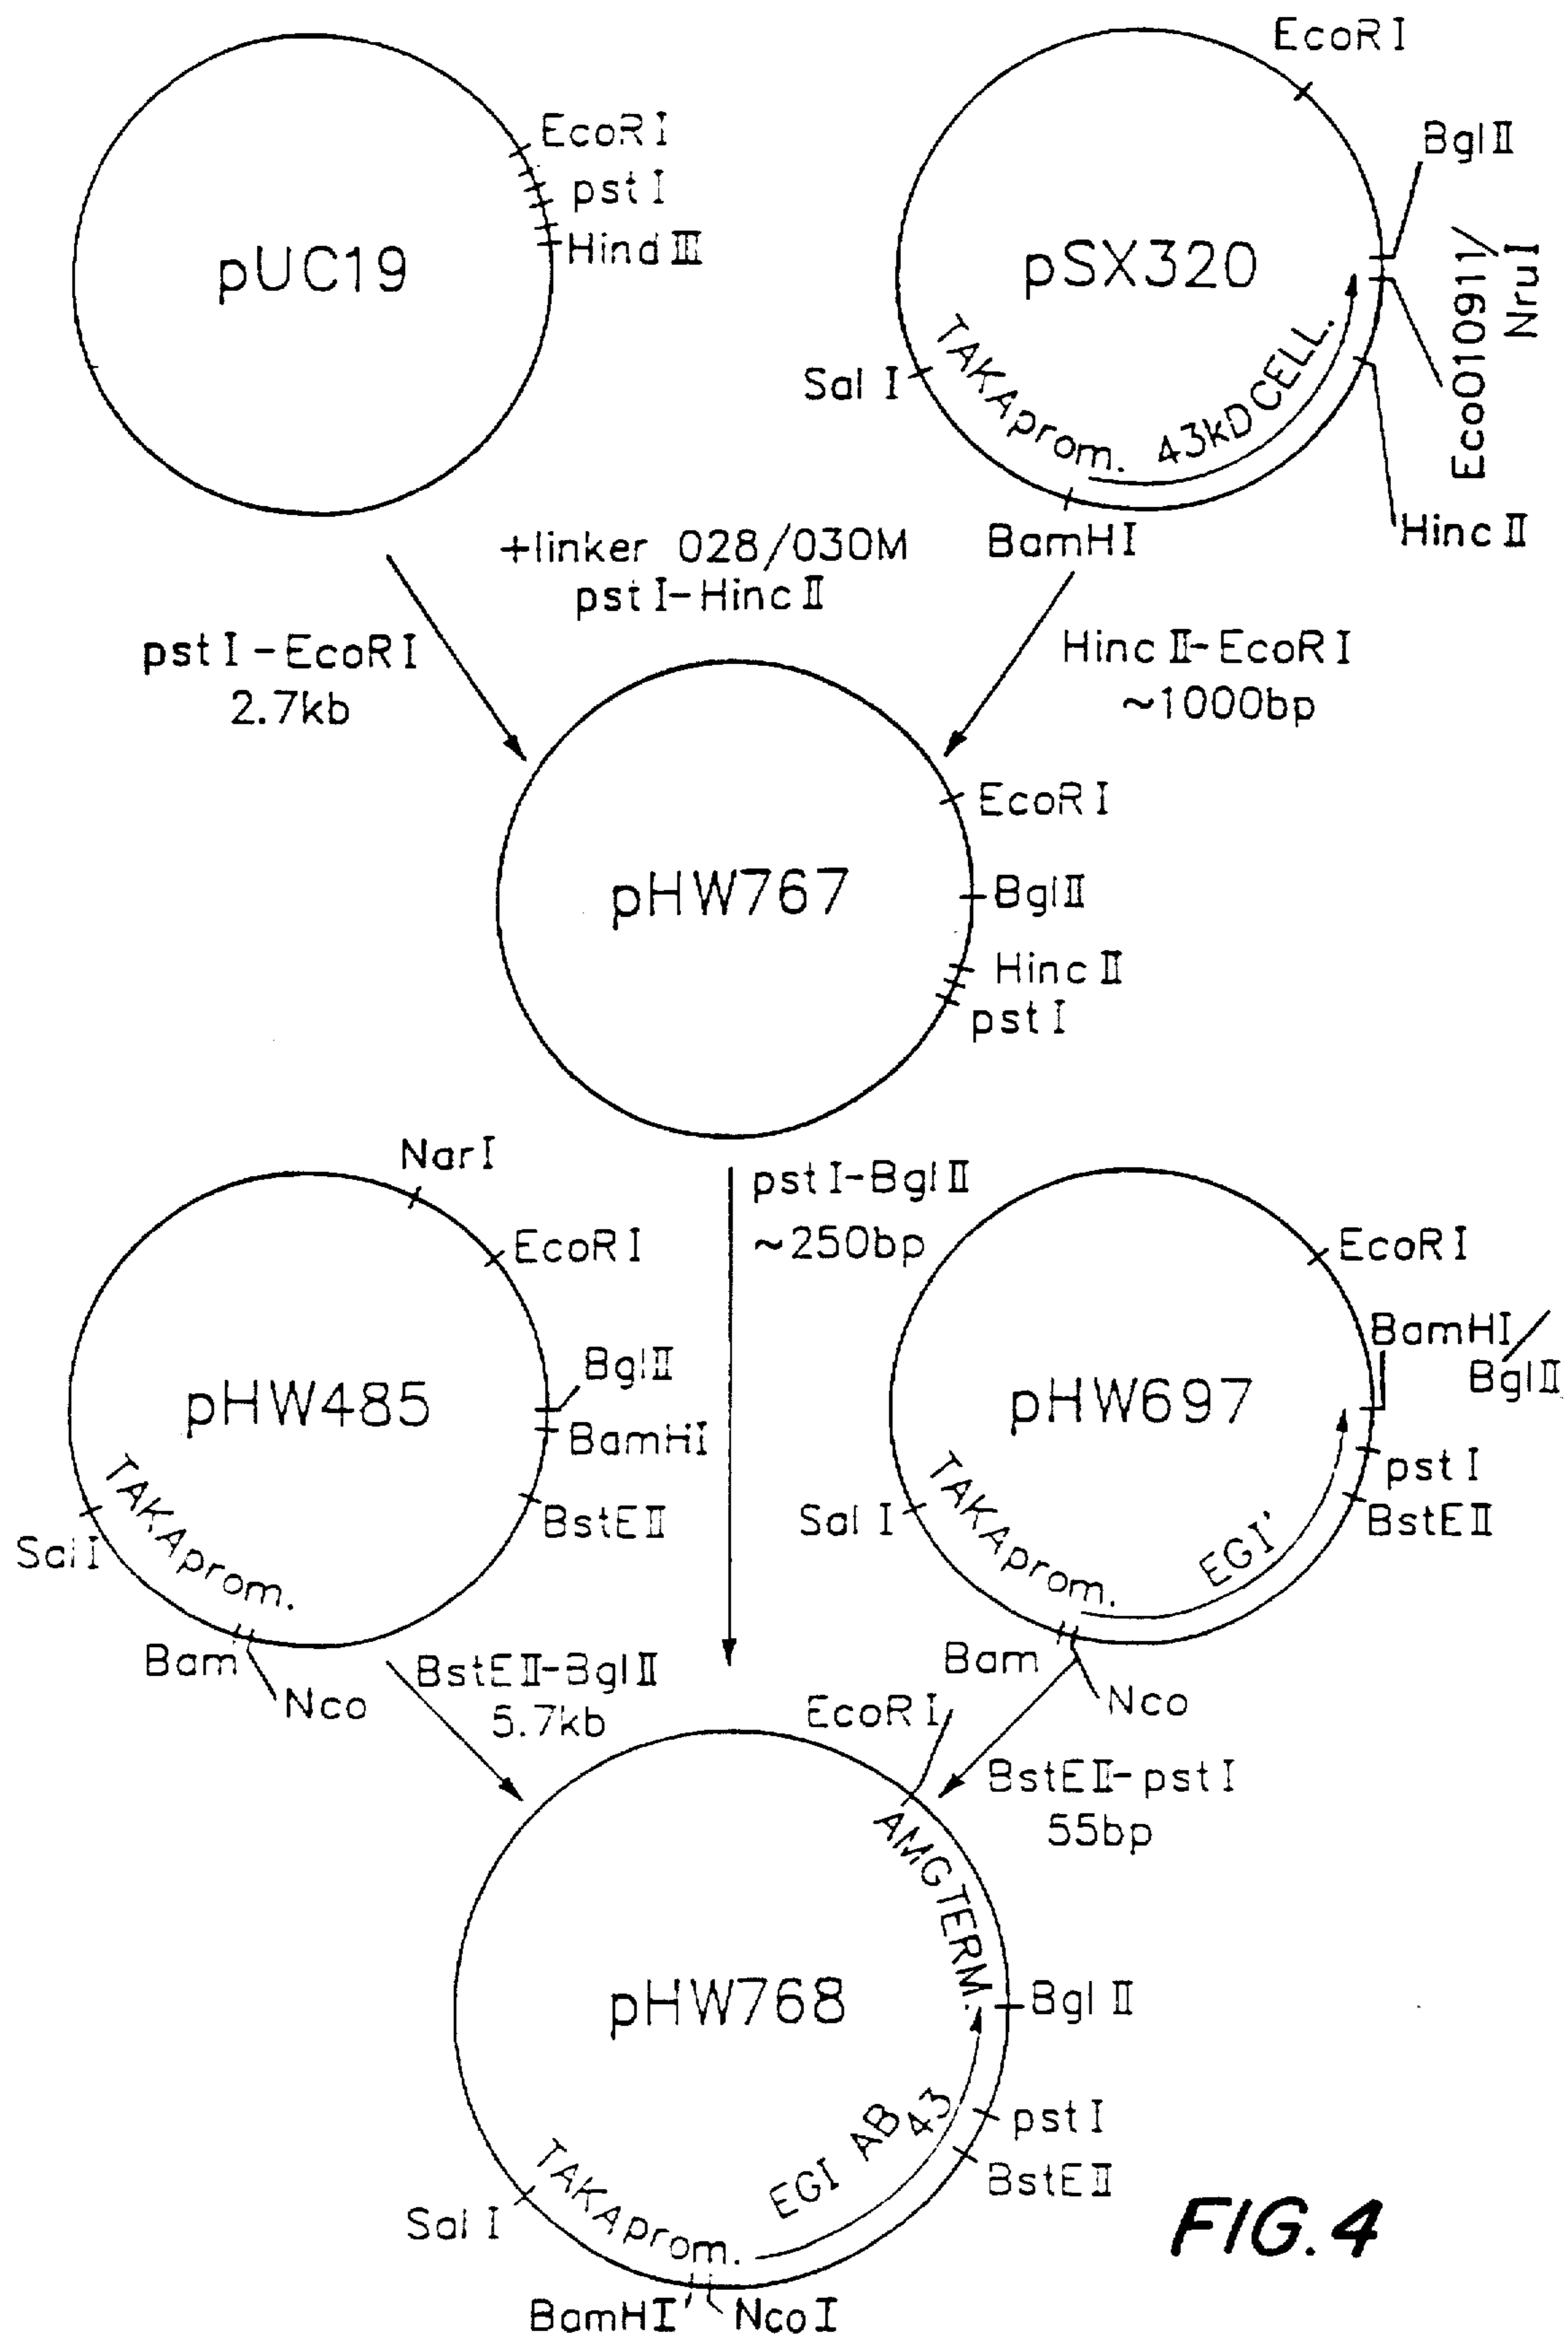 EcoRI
pstI
HindIII
pUC19
EcoRI
BglII
EcoO109I1/
NruI
HincII
BamHI
SalI
pSX320
TAKAprom.
43kDCELL.
+linker 028/030M
pstI-HincII
pstI-EcoRI
2.7kb
HincII-EcoRI
~1000bp
EcoRI
BglII
HincII
pstI
pHW767
pstI-BglII
~250bp
NarI
EcoRI
BglII
BamHI
BstEII
pHW485
TAKAprom.
SalI
Bam
Nco
EcoRI
BamHI/
BglII
pstI
BstEII
pHW697
TAKAprom.
EGI'
Sal I
Bam
Nco
BstEII-BglII
5.7kb
BstEII-pstI
55bp
EcoRI
AMGTERM.
BglII
pstI
BstEII
pHW768
EGI AB 43
TAKAprom.
Sal I
BamHI'
NcoI
FIG.4